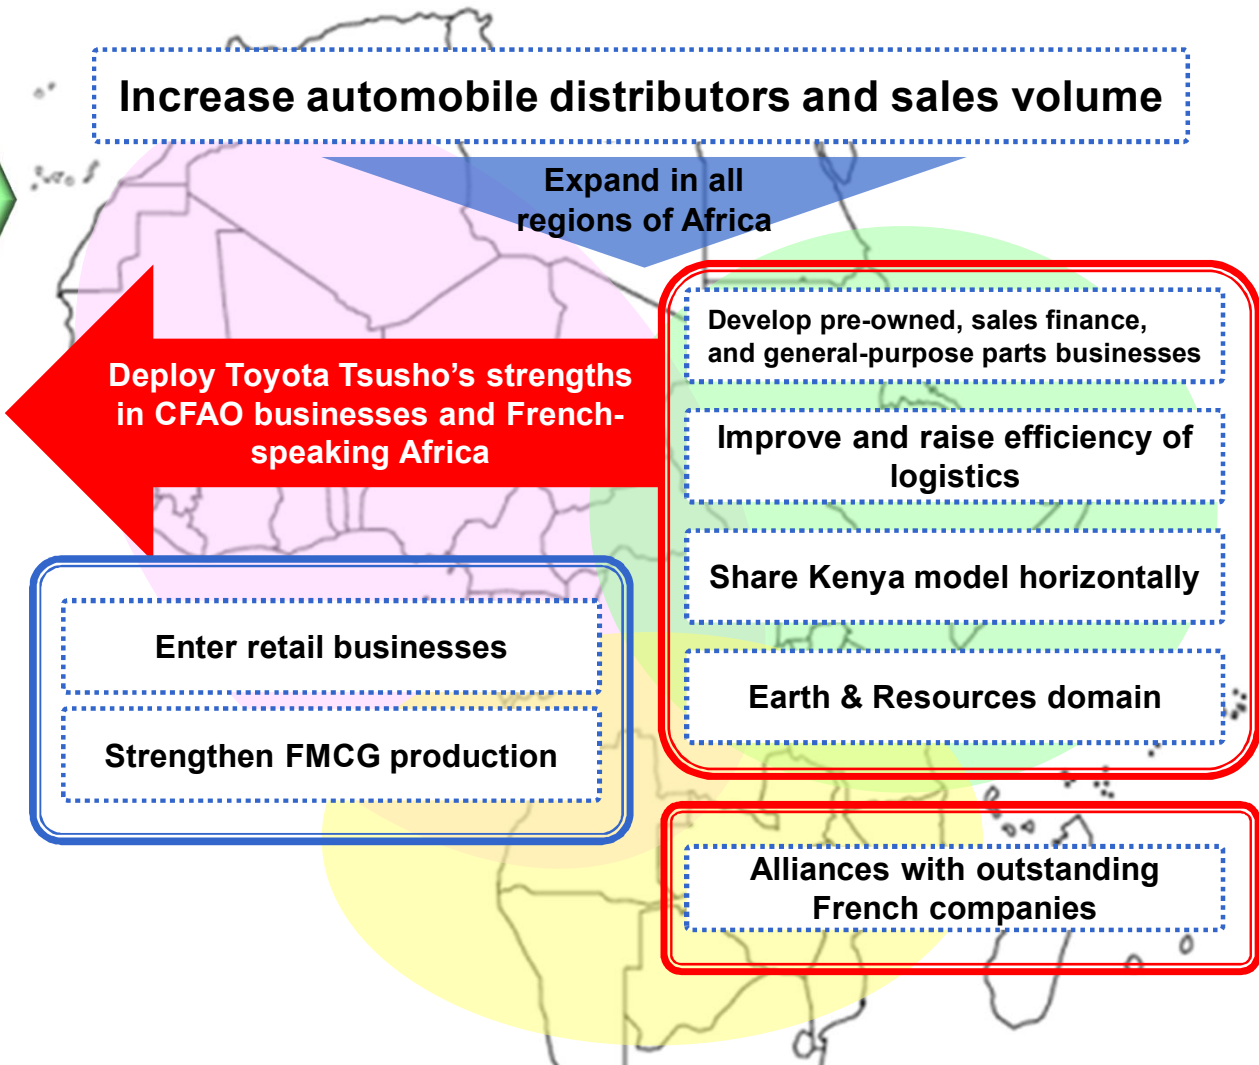 Increase automobile distributors and sales volume
Expand in all
regions of Africa
Deploy Toyota Tsusho’s strengths
in CFAO businesses and French-
speaking Africa
Develop pre-owned, sales finance,
and general-purpose parts businesses
Improve and raise efficiency of
logistics
Share Kenya model horizontally
Earth & Resources domain
Enter retail businesses
Strengthen FMCG production
Alliances with outstanding
French companies